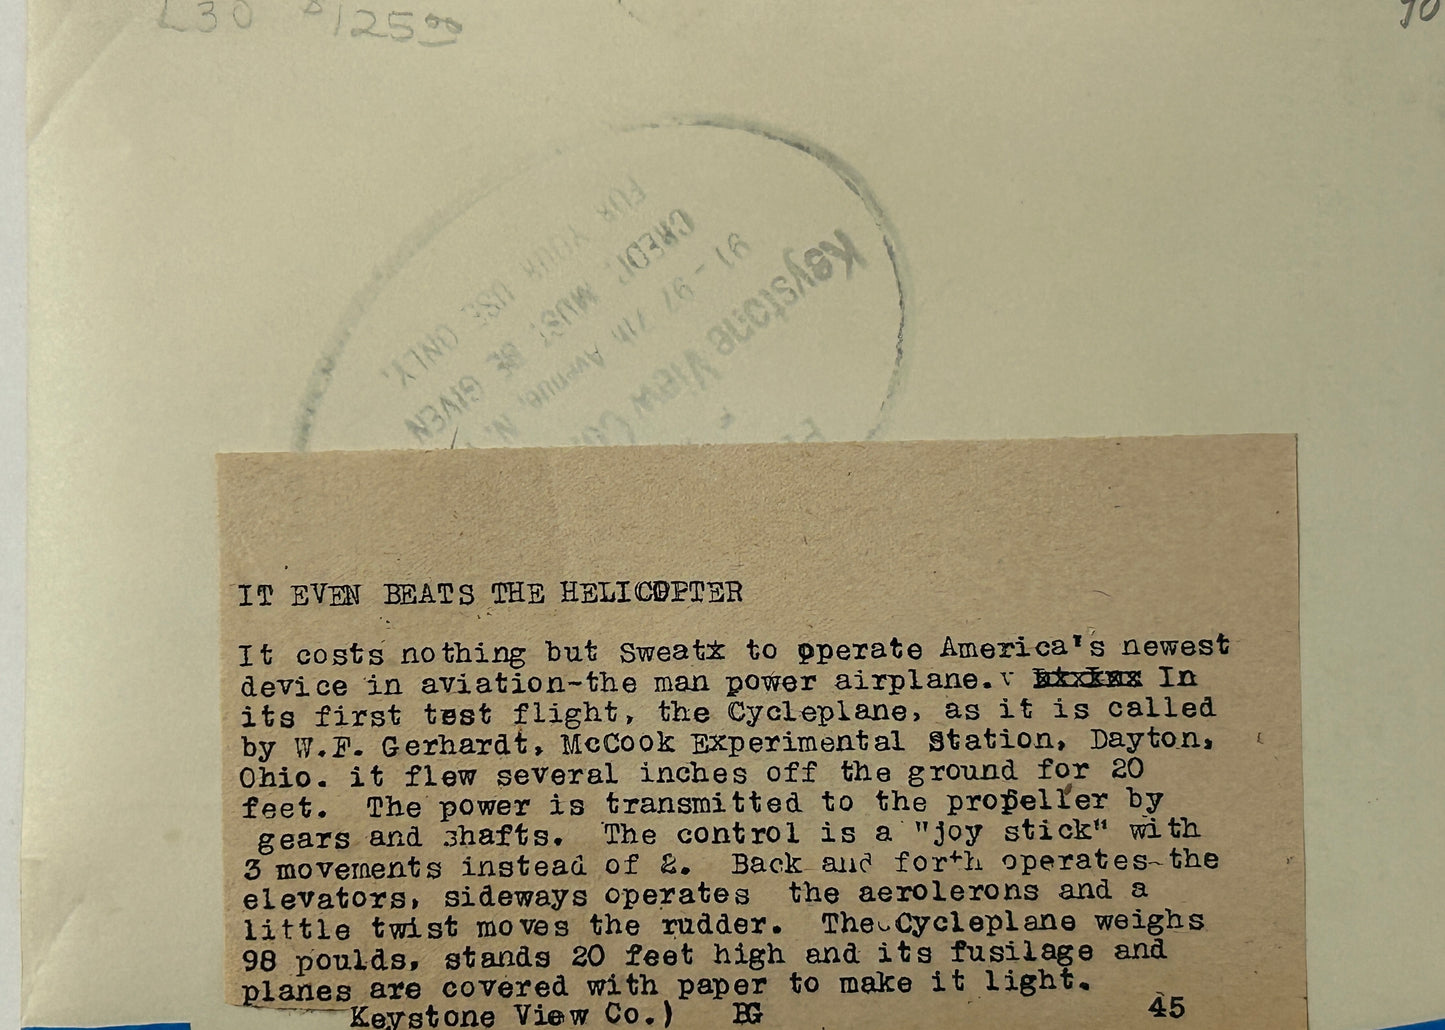 L30 $125.00
90
FOR YOUR USE ONLY.
CREDIT MUST BE GIVEN
91-97 7th Avenue, N.
Keystone View Co
IT EVEN BEATS THE HELICOPTER
It costs nothing but Sweatx to operate America's newest
device in aviation-the man power airplane. In
its first test flight, the Cycleplane, as it is called
by W.F. Gerhardt, McCook Experimental Station, Dayton,
Ohio. it flew several inches off the ground for 20
feet. The power is transmitted to the propeller by
gears and shafts. The control is a "joy stick" with
3 movements instead of 2. Back and forth operates-the
elevators, sideways operates the aerolerons and a
little twist moves the rudder. The Cycleplane weighs
98 poulds, stands 20 feet high and its fusilage and
planes are covered with paper to make it light.
Keystone View Co.) BG 45